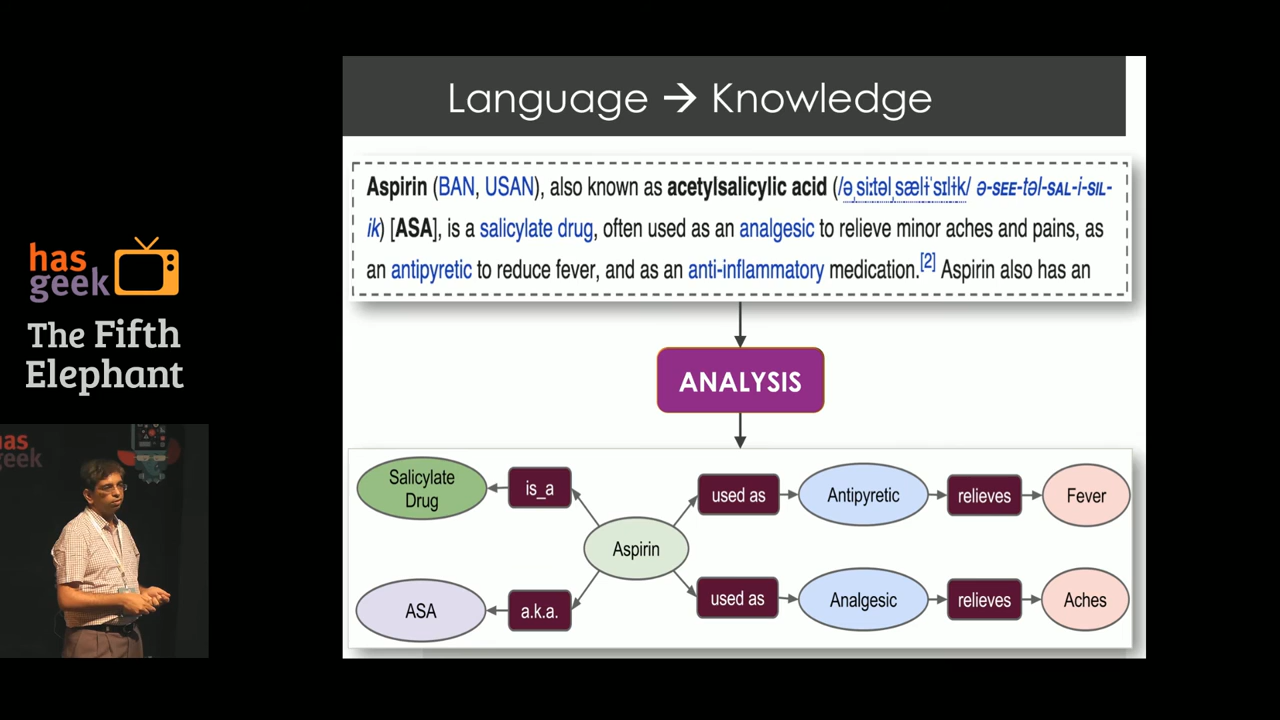 Language → Knowledge
Aspirin (BAN, USAN), also known as acetylsalicylic acid (/əˌsiːtəlˌsælɨˈsɪlɨk/ ə-SEE-təl-SAL-i-SIL-
ik) [ASA], is a salicylate drug, often used as an analgesic to relieve minor aches and pains, as
an antipyretic to reduce fever, and as an anti-inflammatory medication.[2] Aspirin also has an
ANALYSIS
Salicylate
Drug
is_a
used as
Antipyretic
relieves
Fever
Aspirin
ASA
a.k.a.
used as
Analgesic
relieves
Aches
has
geek
The Fifth
Elephant
has
geek